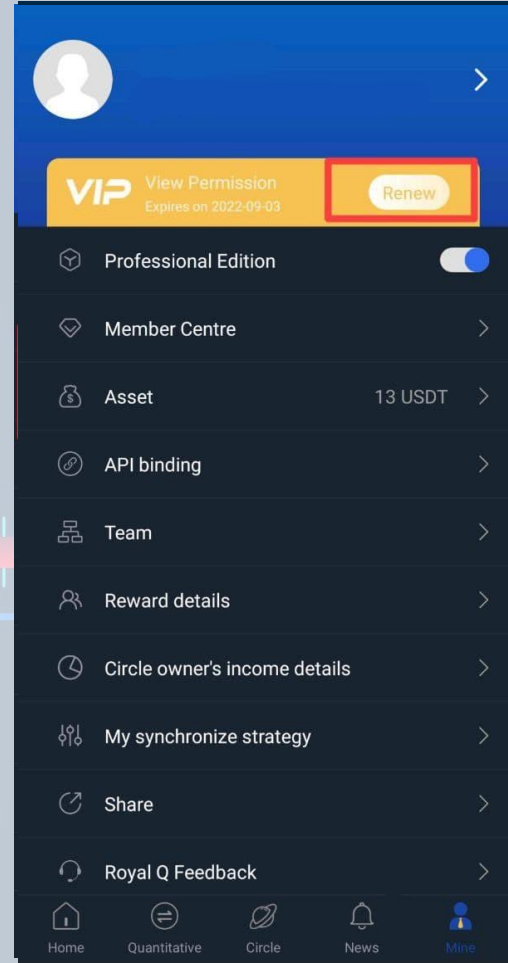 VIP
View Permission
Expires on 2022-09-03
Renew
Professional Edition
Member Centre
Asset 13 USDT
API binding
Team
Reward details
Circle owner's income details
My synchronize strategy
Share
Royal Q Feedback
Home Quantitative Circle News Mine